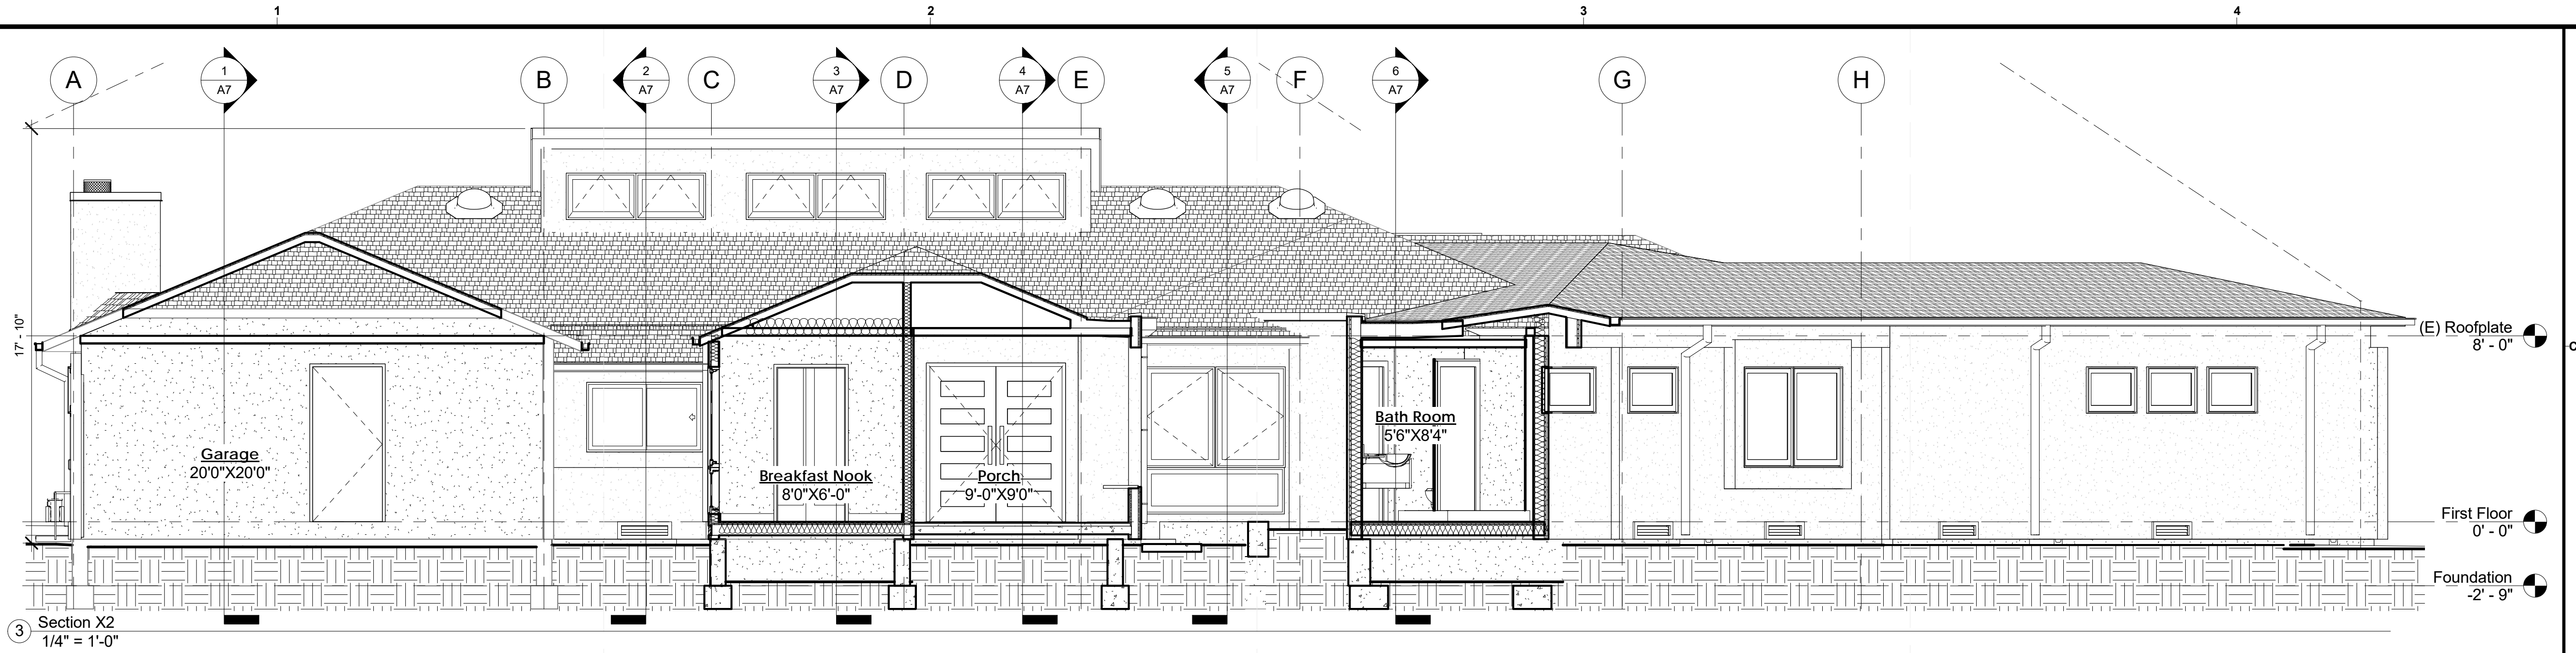 1
2
3
4
A
1
A7
B
2
A7
C
3
A7
D
4
A7
E
5
A7
F
6
A7
G
H
17' - 10"
(E) Roofplate
8' - 0"
C
Garage
20'0"X20'0"
Breakfast Nook
8'0"X6'-0"
Porch
9'-0"X9'0"
Bath Room
5'6"X8'4"
First Floor
0' - 0"
Foundation
-2' - 9"
3
Section X2
1/4" = 1'-0"